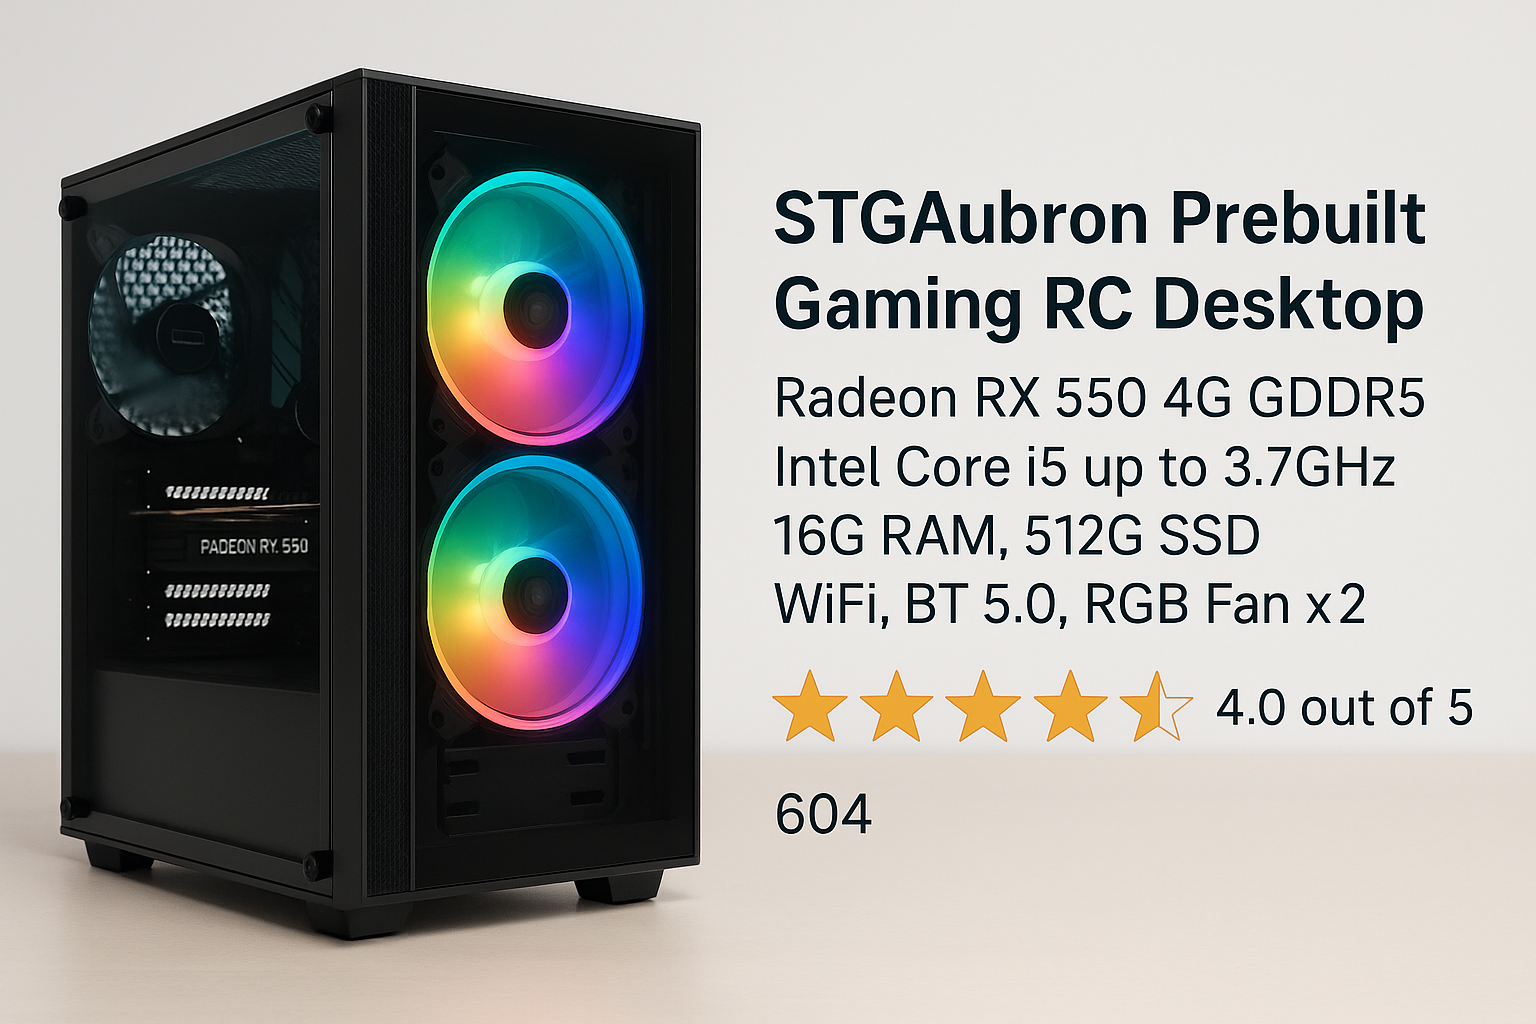 PADEON RY. 550
STGAubron Prebuilt
Gaming RC Desktop
Radeon RX 550 4G GDDR5
Intel Core i5 up to 3.7GHz
16G RAM, 512G SSD
WiFi, BT 5.0, RGB Fan x2
4.0 out of 5
604